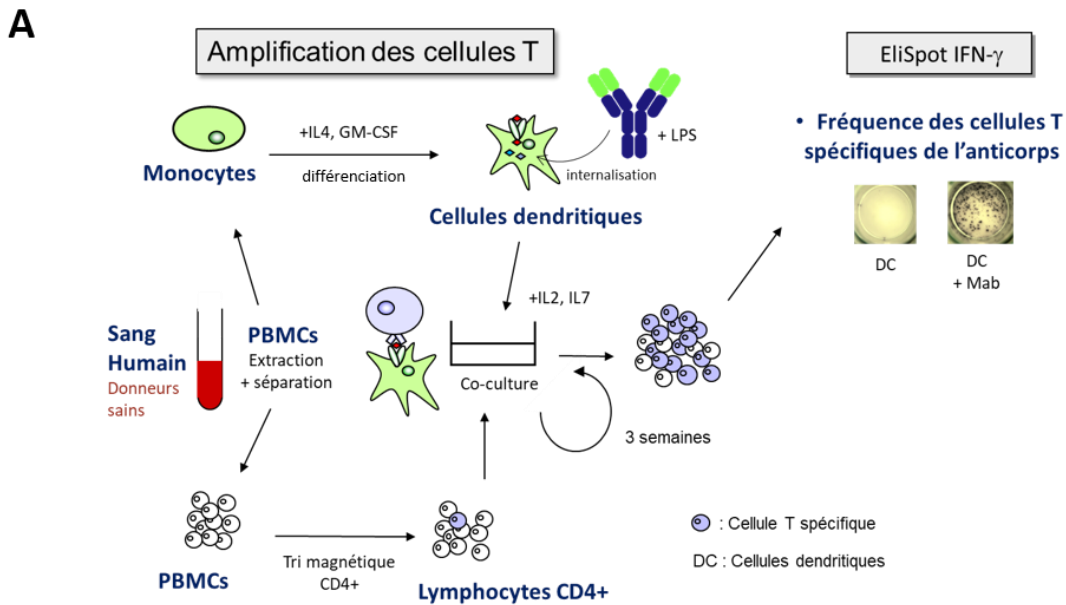 A
Amplification des cellules T
EliSpot IFN-γ
+IL4, GM-CSF
différenciation
Monocytes
+ LPS
internalisation
Cellules dendritiques
• Fréquence des cellules T
spécifiques de l'anticorps
DC
DC
+ Mab
+IL2, IL7
Sang
Humain
Donneurs
sains
PBMCs
Extraction
+ séparation
Co-culture
3 semaines
PBMCs
Tri magnétique
CD4+
Lymphocytes CD4+
: Cellule T spécifique
DC : Cellules dendritiques